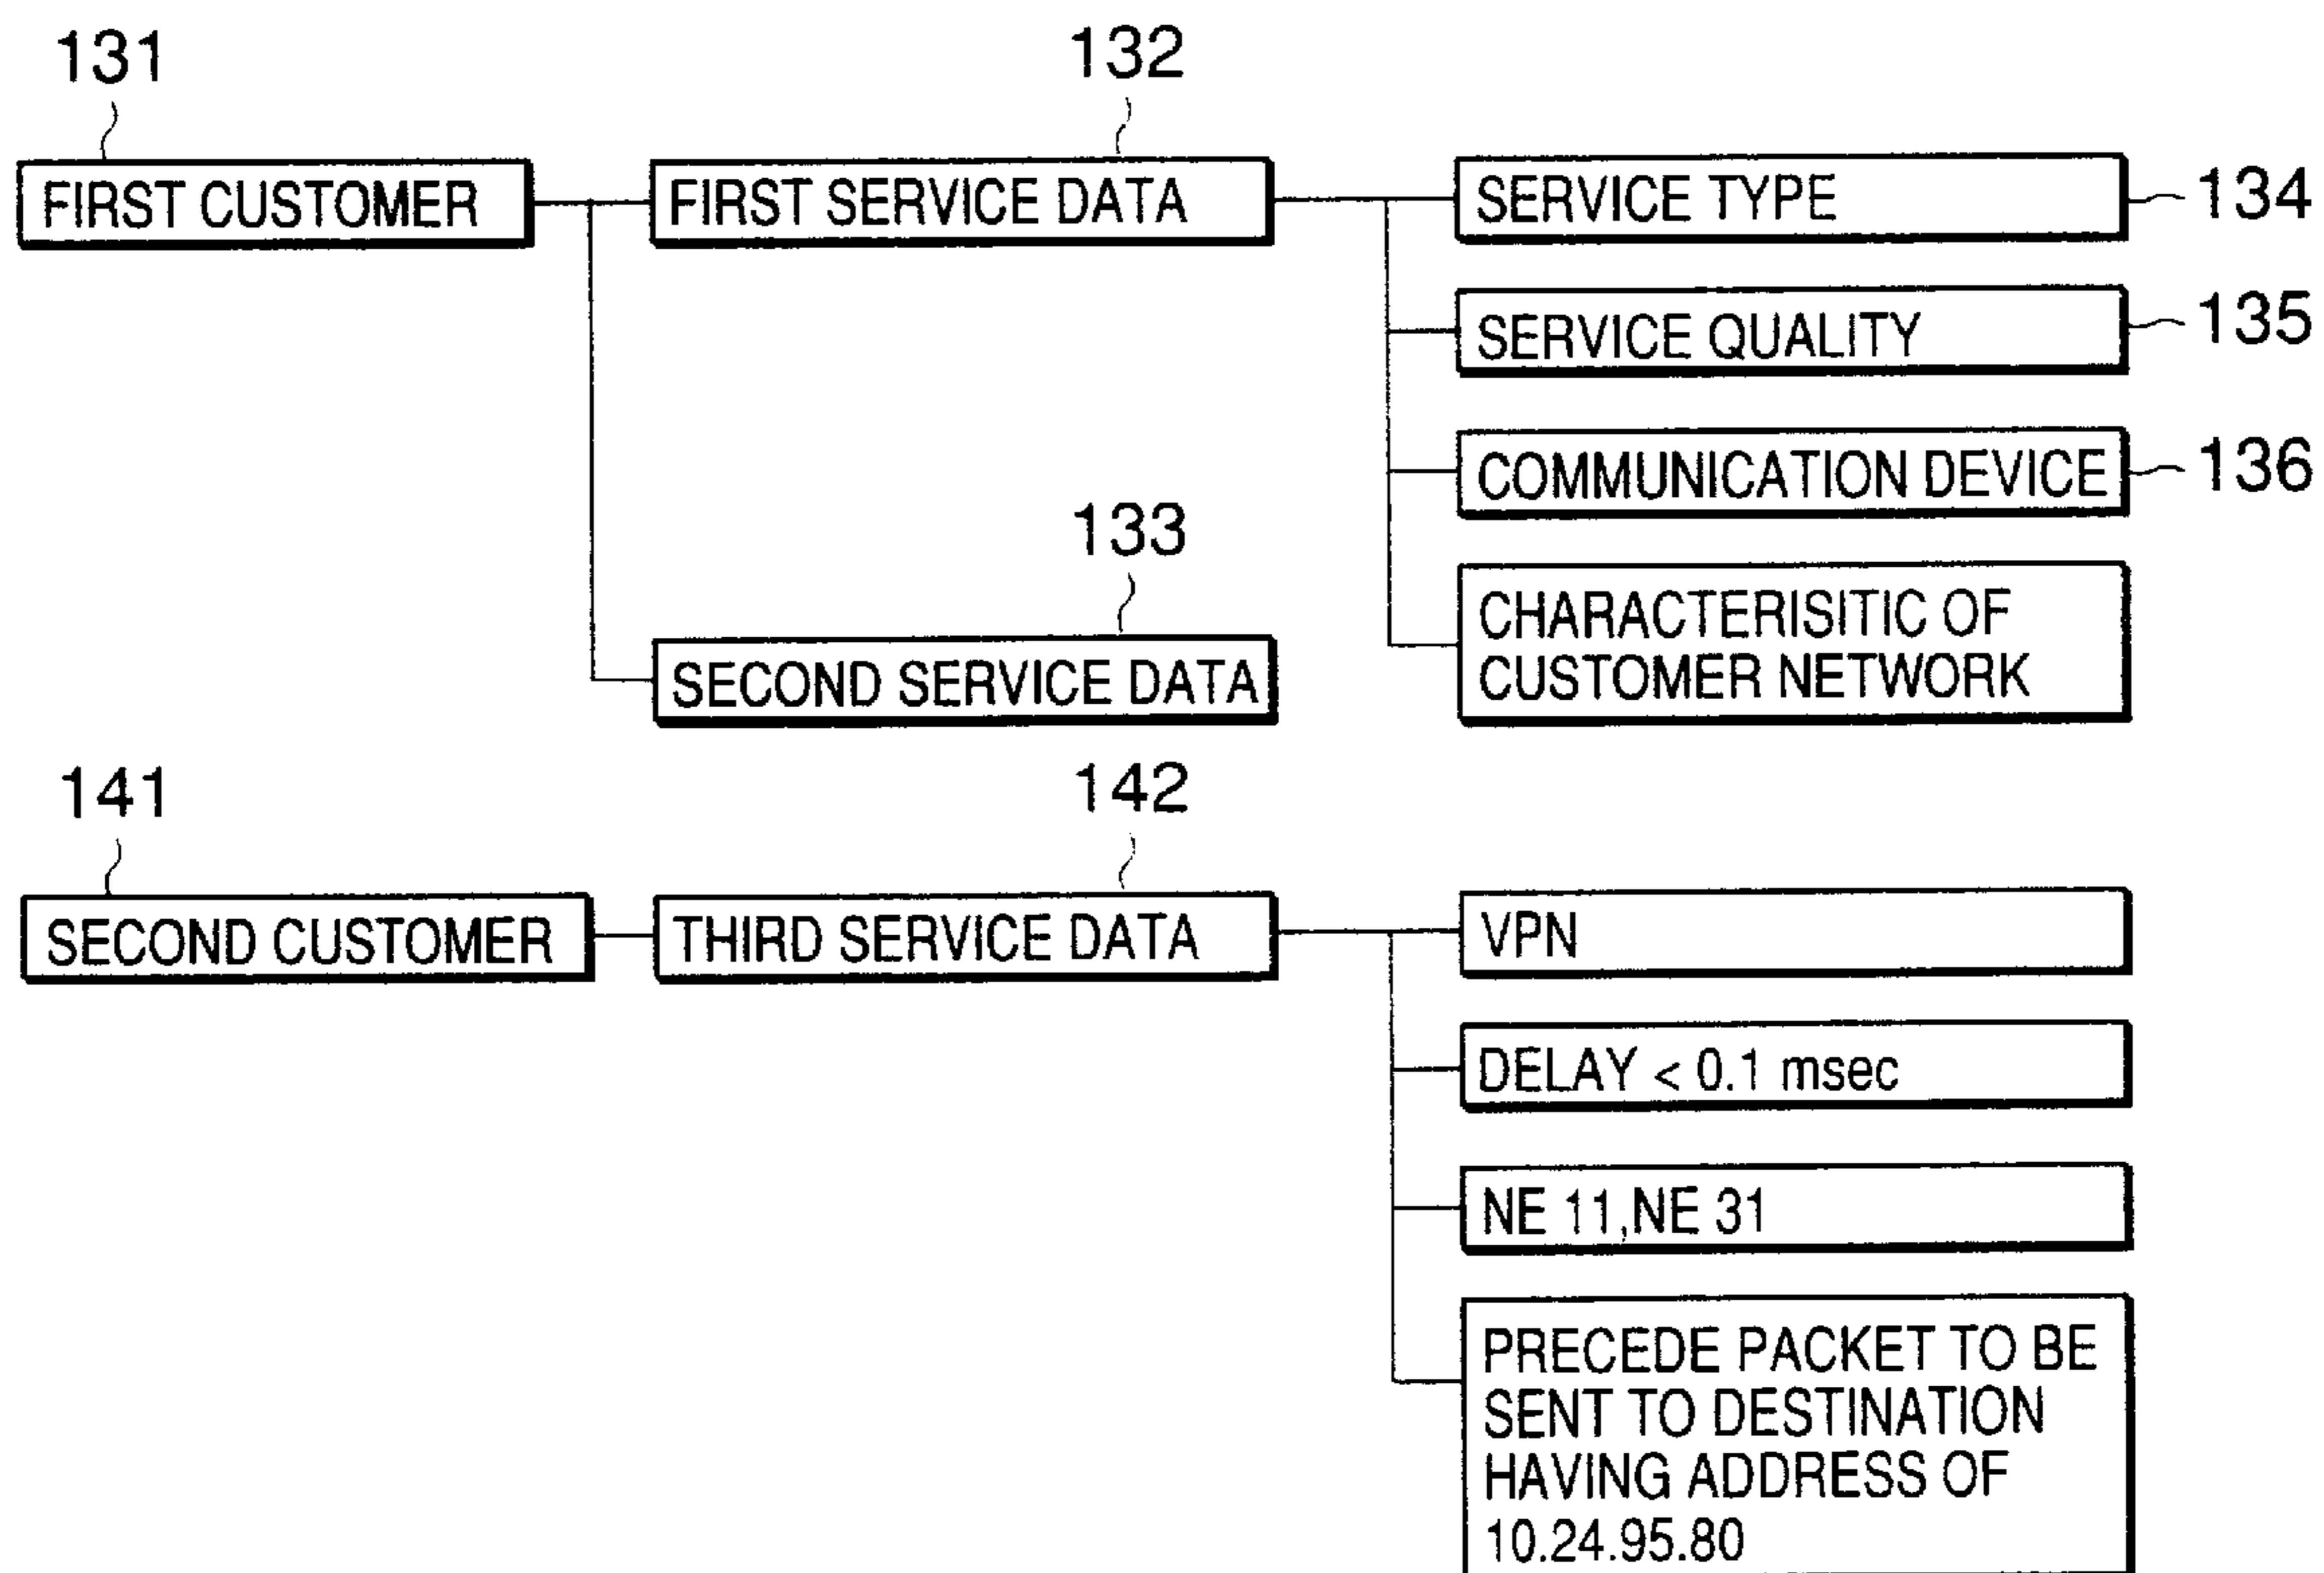 131
132
FIRST CUSTOMER
FIRST SERVICE DATA
SERVICE TYPE
134
SERVICE QUALITY
135
COMMUNICATION DEVICE
136
133
SECOND SERVICE DATA
CHARACTERISITIC OF
CUSTOMER NETWORK
141
142
SECOND CUSTOMER
THIRD SERVICE DATA
VPN
DELAY < 0.1 msec
NE 11,NE 31
PRECEDE PACKET TO BE
SENT TO DESTINATION
HAVING ADDRESS OF
10.24.95.80